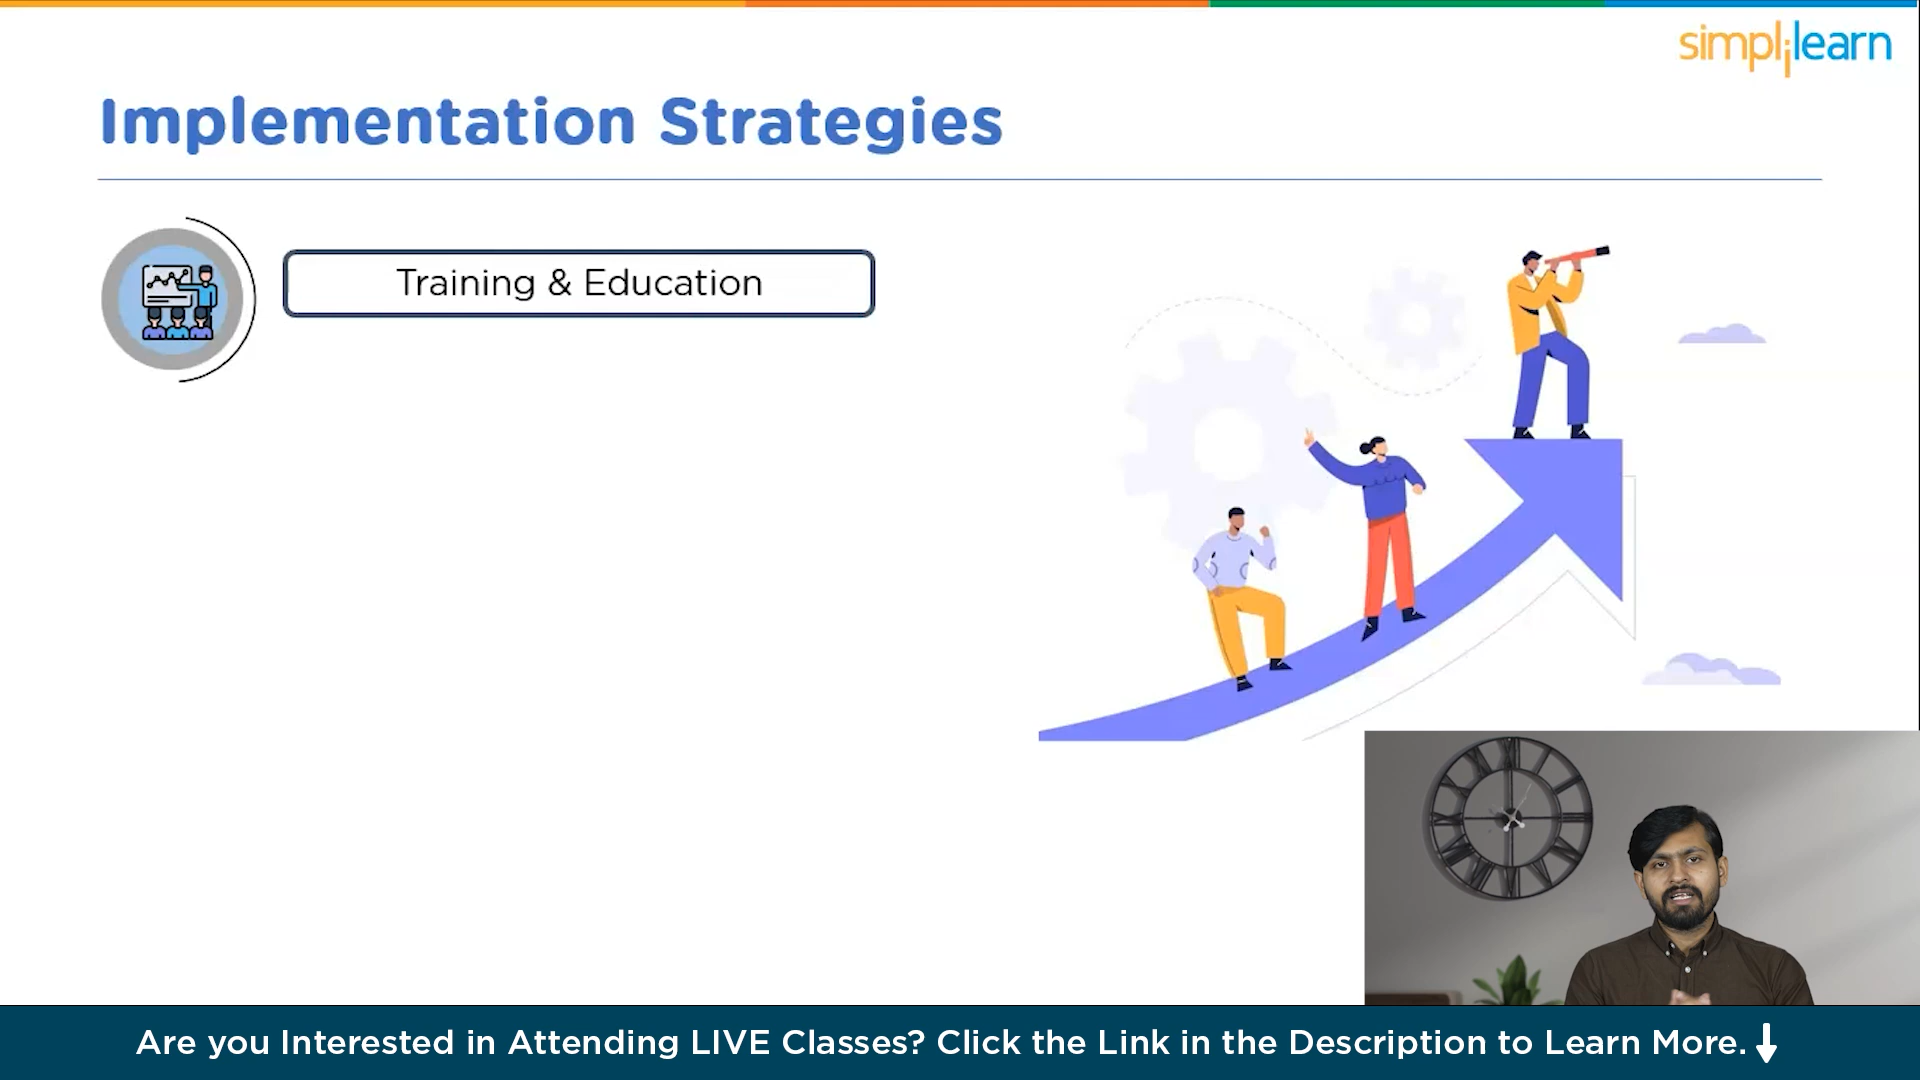 simplilearn
Implementation Strategies
Training & Education
Are you Interested in Attending LIVE Classes? Click the Link in the Description to Learn More.